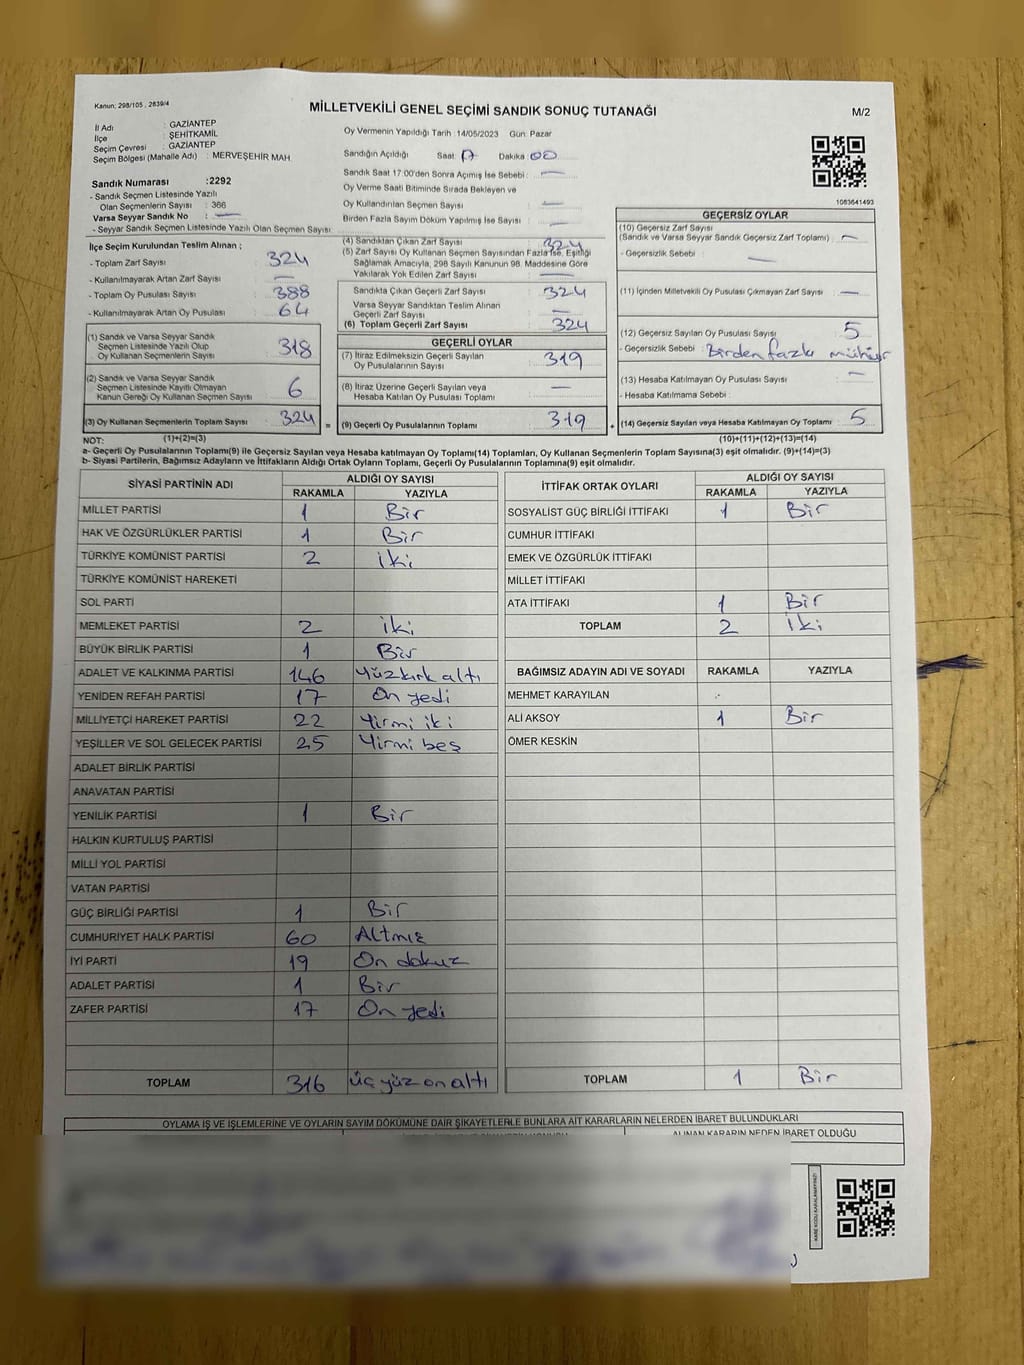 Kanun; 298/105 , 2839/4
MİLLETVEKİLİ GENEL SEÇİMİ SANDIK SONUÇ TUTANAĞI
M/2
İl Adı : GAZİANTEP
İlçe : ŞEHİTKAMİL
Seçim Çevresi : GAZİANTEP
Seçim Bölgesi (Mahalle Adı) : MERVEŞEHİR MAH.
Oy Vermenin Yapıldığı Tarih 14/05/2023 Gün: Pazar
Sandığın Açıldığı Saat 17 Dakika : 00
Sandık Saat 17:00'den Sonra Açımış İse Sebebi : —
Oy Verme Saati Bitiminde Sırada Bekleyen ve
Oy Kullandırılan Seçmen Sayısı : —
Birden Fazla Sayım Döküm Yapılmış İse Sayısı : —
1083641493
Sandık Numarası :2292
- Sandık Seçmen Listesinde Yazılı
Olan Seçmenlerin Sayısı : 366
Varsa Seyyar Sandık No : —
- Seyyar Sandık Seçmen Listesinde Yazılı Olan Seçmen Sayısı
İlçe Seçim Kurulundan Teslim Alınan ;
- Toplam Zarf Sayısı : 324
- Kullanılmayarak Artan Zarf Sayısı : —
- Toplam Oy Pusulası Sayısı : 388
- Kullanılmayarak Artan Oy Pusulası : 64
(1) Sandık ve Varsa Seyyar Sandık
Seçmen Listesinde Yazılı Olup
Oy Kullanan Seçmenlerin Sayısı : 318
(2) Sandık ve Varsa Seyyar Sandık
Seçmen Listesinde Kayıtlı Olmayan
Kanun Gereği Oy Kullanan Seçmen Sayısı : 6
(3) Oy Kullanan Seçmenlerin Toplam Sayısı : 324
(4) Sandıktan Çıkan Zarf Sayısı : 324
(5) Zarf Sayısı Oy Kullanan Seçmen Sayısından Fazla İse, Eşitliği
Sağlamak Amacıyla, 298 Sayılı Kanunun 98. Maddesine Göre
Yakılarak Yok Edilen Zarf Sayısı : —
Sandıkta Çıkan Geçerli Zarf Sayısı : 324
Varsa Seyyar Sandıktan Teslim Alınan
Geçerli Zarf Sayısı : —
(6) Toplam Geçerli Zarf Sayısı : 324
GEÇERLİ OYLAR
(7) İtiraz Edilmeksizin Geçerli Sayılan
Oy Pusulalarının Sayısı : 319
(8) İtiraz Üzerine Geçerli Sayılan veya
Hesaba Katılan Oy Pusulası Toplamı : —
= (9) Geçerli Oy Pusulalarının Toplamı : 319
GEÇERSİZ OYLAR
(10) Geçersiz Zarf Sayısı
(Sandık ve Varsa Seyyar Sandık Geçersiz Zarf Toplamı) : —
- Geçersizlik Sebebi : —
(11) İçinden Milletvekili Oy Pusulası Çıkmayan Zarf Sayısı : —
(12) Geçersiz Sayılan Oy Pusulası Sayısı : 5
- Geçersizlik Sebebi : Birden fazla mühür
(13) Hesaba Katılmayan Oy Pusulası Sayısı : —
- Hesaba Katılmama Sebebi :
+ (14) Geçersiz Sayılan veya Hesaba Katılmayan Oy Toplamı : 5
NOT: (1)+(2)=(3) (10)+(11)+(12)+(13)=(14)
a- Geçerli Oy Pusulalarının Toplamı(9) ile Geçersiz Sayılan veya Hesaba katılmayan Oy Toplamı(14) Toplamları, Oy Kullanan Seçmenlerin Toplam Sayısına(3) eşit olmalıdır. (9)+(14)=(3)
b- Siyasi Partilerin, Bağımsız Adayların ve İttifakların Aldığı Ortak Oyların Toplamı, Geçerli Oy Pusulalarının Toplamına(9) eşit olmalıdır.
SİYASİ PARTİNİN ADI ALDIĞI OY SAYISI
RAKAMLA YAZIYLA
MİLLET PARTİSİ 1 Bir
HAK VE ÖZGÜRLÜKLER PARTİSİ 1 Bir
TÜRKİYE KOMÜNİST PARTİSİ 2 iki
TÜRKİYE KOMÜNİST HAREKETİ
SOL PARTİ
MEMLEKET PARTİSİ 2 iki
BÜYÜK BİRLİK PARTİSİ 1 Bir
ADALET VE KALKINMA PARTİSİ 146 Yüzkırk altı
YENİDEN REFAH PARTİSİ 17 On yedi
MİLLİYETÇİ HAREKET PARTİSİ 22 Yirmi iki
YEŞİLLER VE SOL GELECEK PARTİSİ 25 Yirmi beş
ADALET BİRLİK PARTİSİ
ANAVATAN PARTİSİ
YENİLİK PARTİSİ 1 Bir
HALKIN KURTULUŞ PARTİSİ
MİLLİ YOL PARTİSİ
VATAN PARTİSİ
GÜÇ BİRLİĞİ PARTİSİ 1 Bir
CUMHURİYET HALK PARTİSİ 60 Altmış
İYİ PARTİ 19 On dokuz
ADALET PARTİSİ 1 Bir
ZAFER PARTİSİ 17 On yedi
TOPLAM 316 üç yüz on altı
İTTİFAK ORTAK OYLARI ALDIĞI OY SAYISI
RAKAMLA YAZIYLA
SOSYALİST GÜÇ BİRLİĞİ İTTİFAKI 1 Bir
CUMHUR İTTİFAKI
EMEK VE ÖZGÜRLÜK İTTİFAKI
MİLLET İTTİFAKI
ATA İTTİFAKI 1 Bir
TOPLAM 2 İki
BAĞIMSIZ ADAYIN ADI VE SOYADI RAKAMLA YAZIYLA
MEHMET KARAYILAN
ALİ AKSOY 1 Bir
ÖMER KESKİN
TOPLAM 1 Bir
OYLAMA İŞ VE İŞLEMLERİNE VE OYLARIN SAYIM DÖKÜMÜNE DAİR ŞİKAYETLERLE BUNLARA AİT KARARLARIN NELERDEN İBARET BULUNDUKLARI
ALINAN KARARIN NEDEN İBARET OLDUĞU
KARE KODU KARALAMAYINIZ!